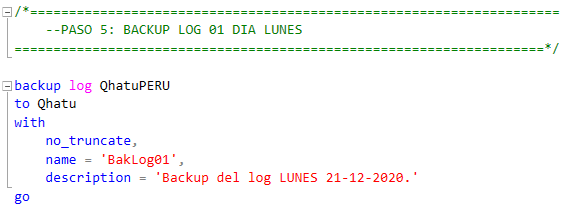 /*======================================================================
--PASO 5: BACKUP LOG 01 DIA LUNES
======================================================================*/
backup log QhatuPERU
to Qhatu
with
no_truncate,
name = 'BakLog01',
description = 'Backup del log LUNES 21-12-2020.'
go